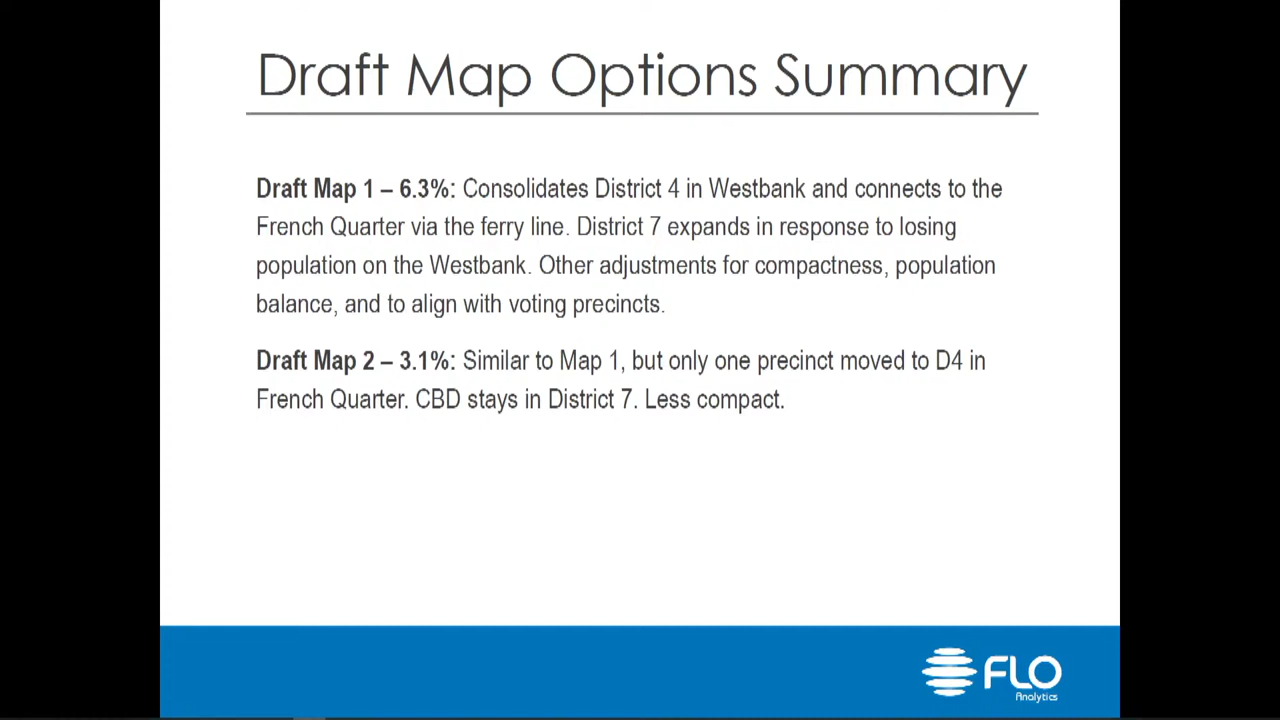 Draft Map Options Summary
Draft Map 1 – 6.3%: Consolidates District 4 in Westbank and connects to the
French Quarter via the ferry line. District 7 expands in response to losing
population on the Westbank. Other adjustments for compactness, population
balance, and to align with voting precincts.
Draft Map 2 – 3.1%: Similar to Map 1, but only one precinct moved to D4 in
French Quarter. CBD stays in District 7. Less compact.
FLO
Analytics